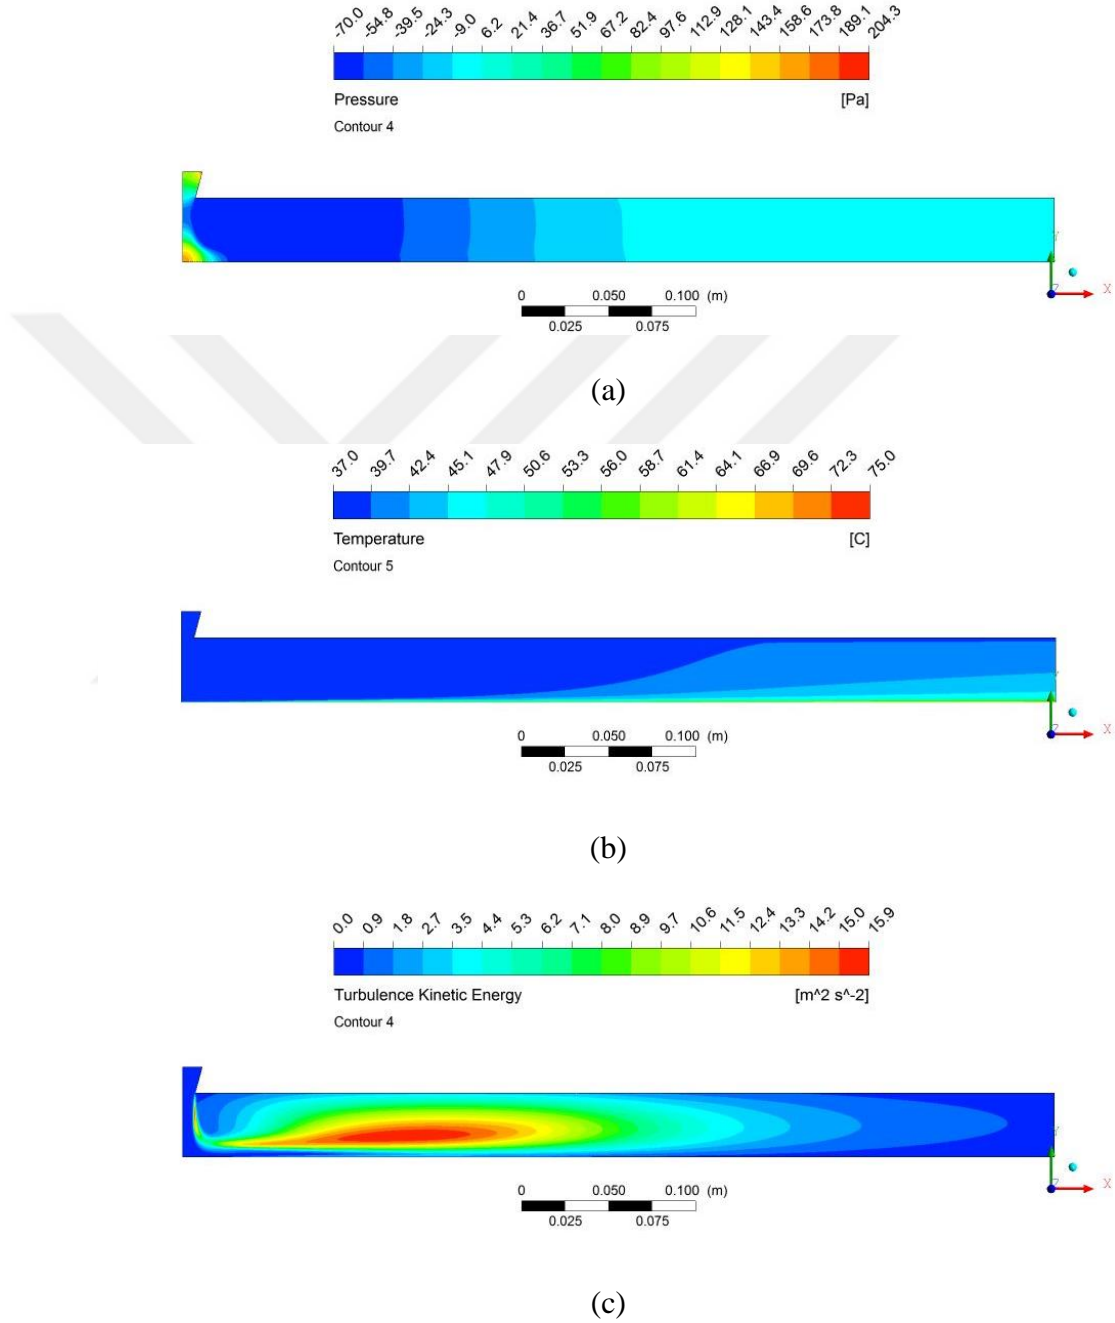 -70.0 -54.8 -39.5 -24.3 -9.0 6.2 21.4 36.7 51.9 67.2 82.4 97.6 112.9 128.1 143.4 158.6 173.8 189.1 204.3
Pressure [Pa]
Contour 4
Y
Z X
0 0.050 0.100 (m)
0.025 0.075
(a)
37.0 39.7 42.4 45.1 47.9 50.6 53.3 56.0 58.7 61.4 64.1 66.9 69.6 72.3 75.0
Temperature [C]
Contour 5
Y
Z X
0 0.050 0.100 (m)
0.025 0.075
(b)
0.0 0.9 1.8 2.7 3.5 4.4 5.3 6.2 7.1 8.0 8.9 9.7 10.6 11.5 12.4 13.3 14.2 15.0 15.9
Turbulence Kinetic Energy [m^2 s^-2]
Contour 4
Y
Z X
0 0.050 0.100 (m)
0.025 0.075
(c)